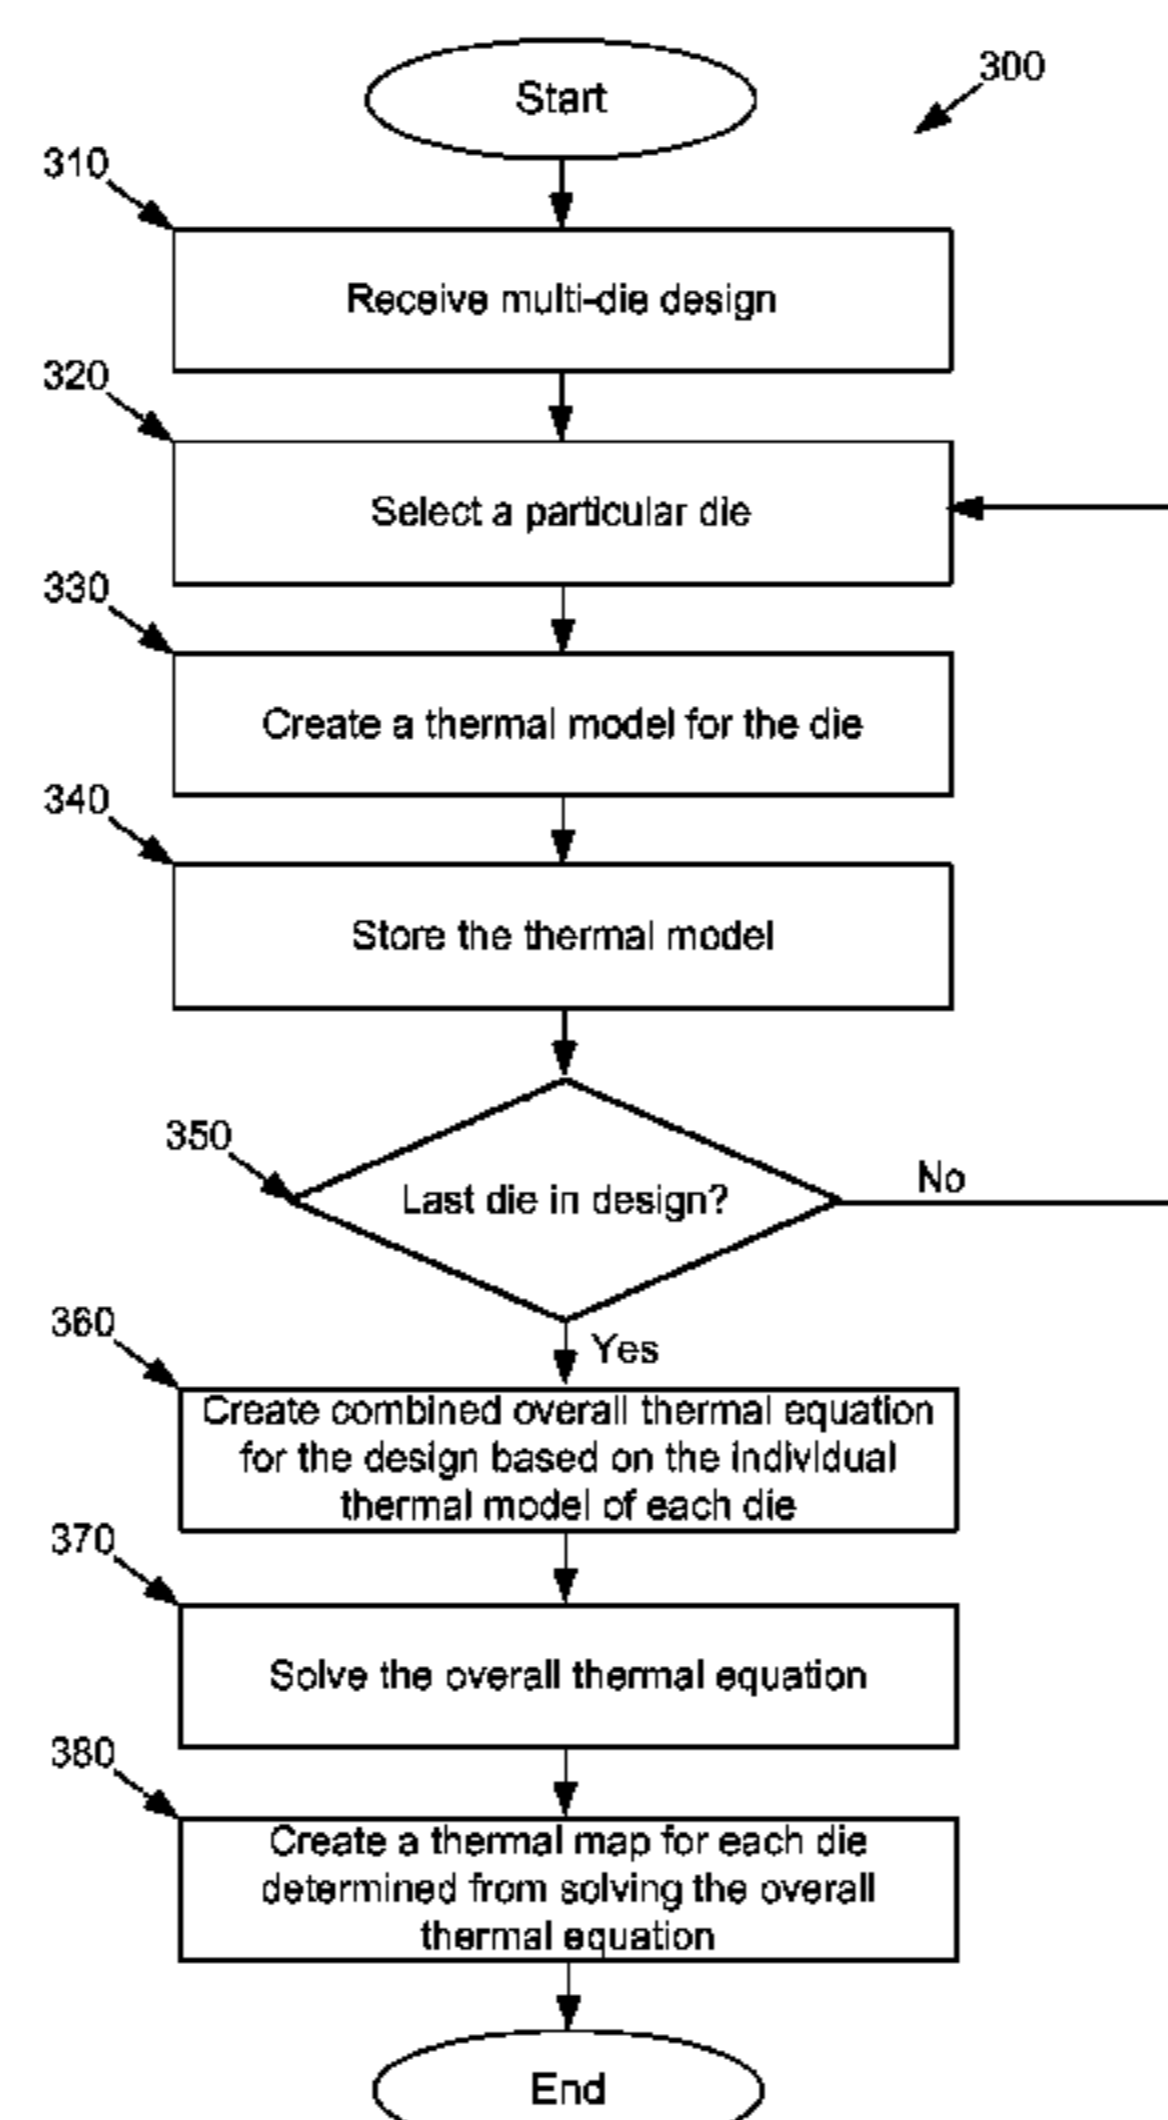 Start
300
310
Receive multi-die design
320
Select a particular die
330
Create a thermal model for the die
340
Store the thermal model
350
Last die in design?
No
Yes
360
Create combined overall thermal equation
for the design based on the individual
thermal model of each die
370
Solve the overall thermal equation
380
Create a thermal map for each die
determined from solving the overall
thermal equation
End